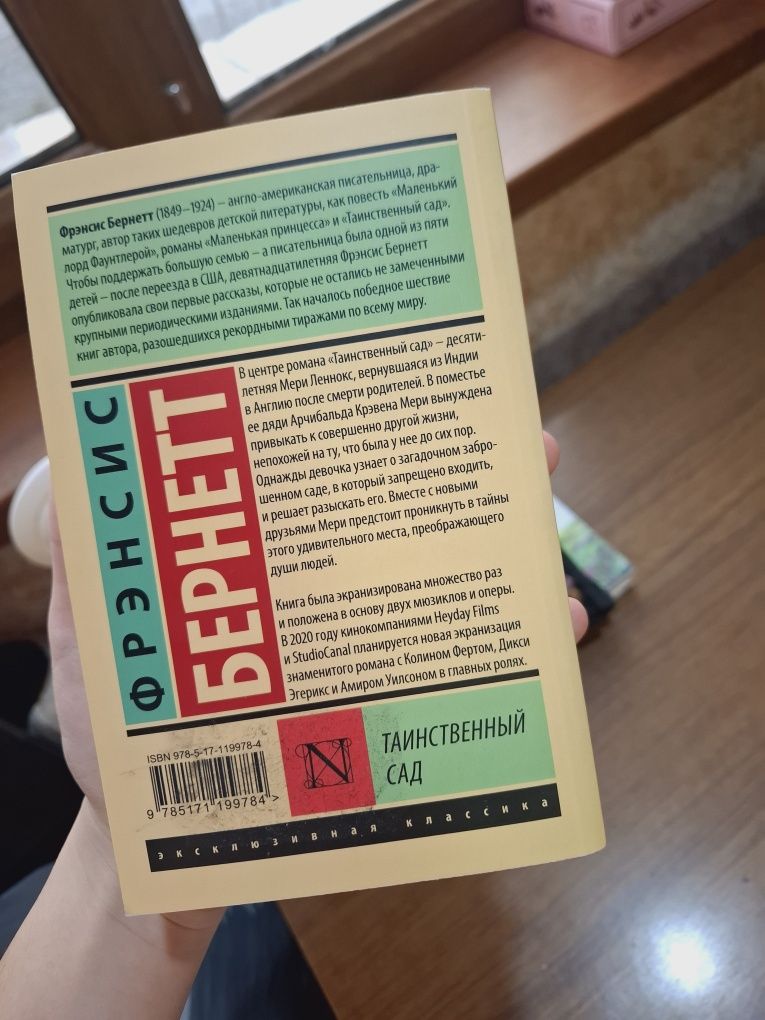 Фрэнсис Бернетт (1849–1924) – англо-американская писательница, дра-
матург, автор таких шедевров детской литературы, как повесть «Маленький
лорд Фаунтлерой», романы «Маленькая принцесса» и «Таинственный сад».
Чтобы поддержать большую семью – а писательница была одной из пяти
детей – после переезда в США, девятнадцатилетняя Фрэнсис Бернетт
опубликовала свои первые рассказы, которые не остались не замеченными
крупными периодическими изданиями. Так началось победное шествие
книг автора, разошедшихся рекордными тиражами по всему миру.
ФРЭНСИС
БЕРНЕТТ
В центре романа «Таинственный сад» – десяти-
летняя Мери Леннокс, вернувшаяся из Индии
в Англию после смерти родителей. В поместье
ее дяди Арчибальда Крэвена Мери вынуждена
привыкать к совершенно другой жизни,
непохожей на ту, что была у нее до сих пор.
Однажды девочка узнает о загадочном забро-
шенном саде, в который запрещено входить,
и решает разыскать его. Вместе с новыми
друзьями Мери предстоит проникнуть в тайны
этого удивительного места, преображающего
души людей.
Книга была экранизирована множество раз
и положена в основу двух мюзиклов и оперы.
В 2020 году кинокомпаниями Heyday Films
и StudioCanal планируется новая экранизация
знаменитого романа с Колином Фертом, Дикси
Эгерикс и Амиром Уилсоном в главных ролях.
ISBN 978-5-17-119978-4
9 785171 199784 >
N
ТАИНСТВЕННЫЙ
САД
эксклюзивная классика